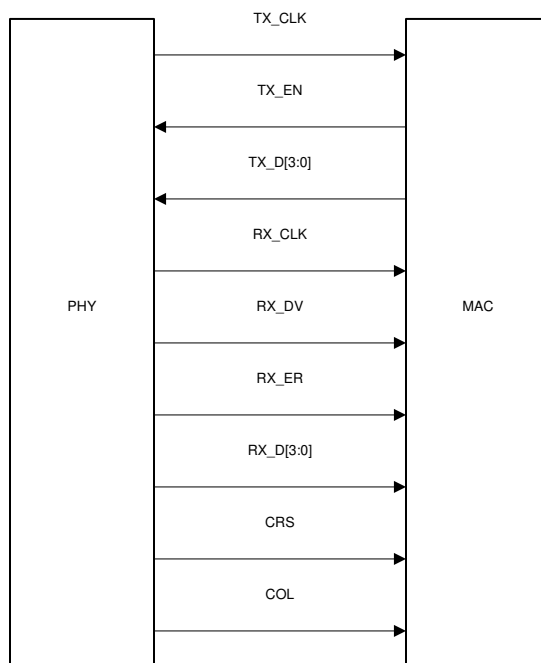 TX_CLK
TX_EN
TX_D[3:0]
RX_CLK
PHY
RX_DV
MAC
RX_ER
RX_D[3:0]
CRS
COL